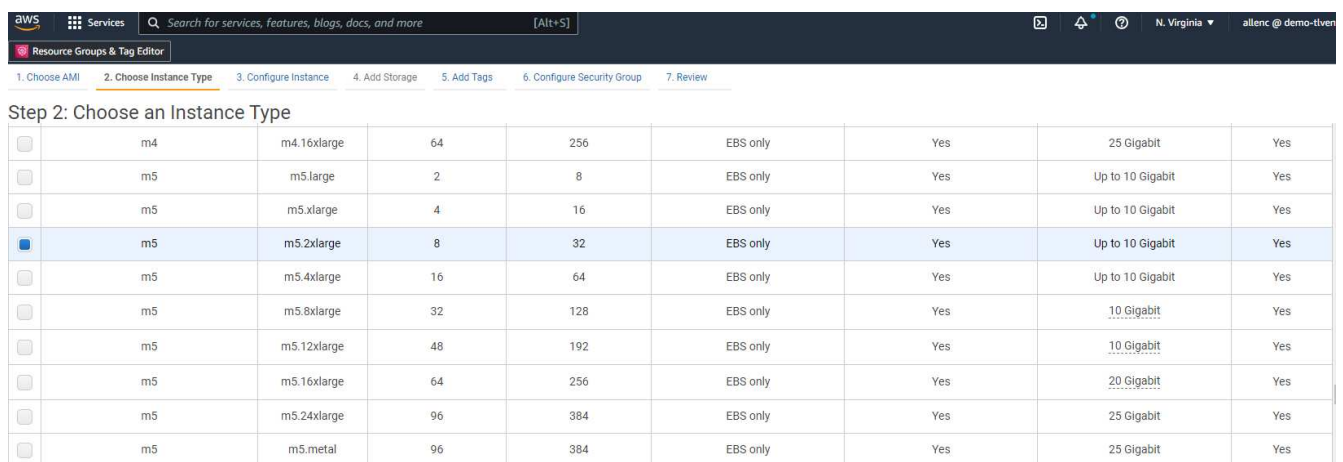 aws Services Search for services, features, blogs, docs, and more [Alt+S] N. Virginia allenc @ demo-tlven
Resource Groups & Tag Editor
1. Choose AMI 2. Choose Instance Type 3. Configure Instance 4. Add Storage 5. Add Tags 6. Configure Security Group 7. Review
Step 2: Choose an Instance Type
m4 m4.16xlarge 64 256 EBS only Yes 25 Gigabit Yes
m5 m5.large 2 8 EBS only Yes Up to 10 Gigabit Yes
m5 m5.xlarge 4 16 EBS only Yes Up to 10 Gigabit Yes
m5 m5.2xlarge 8 32 EBS only Yes Up to 10 Gigabit Yes
m5 m5.4xlarge 16 64 EBS only Yes Up to 10 Gigabit Yes
m5 m5.8xlarge 32 128 EBS only Yes 10 Gigabit Yes
m5 m5.12xlarge 48 192 EBS only Yes 10 Gigabit Yes
m5 m5.16xlarge 64 256 EBS only Yes 20 Gigabit Yes
m5 m5.24xlarge 96 384 EBS only Yes 25 Gigabit Yes
m5 m5.metal 96 384 EBS only Yes 25 Gigabit Yes